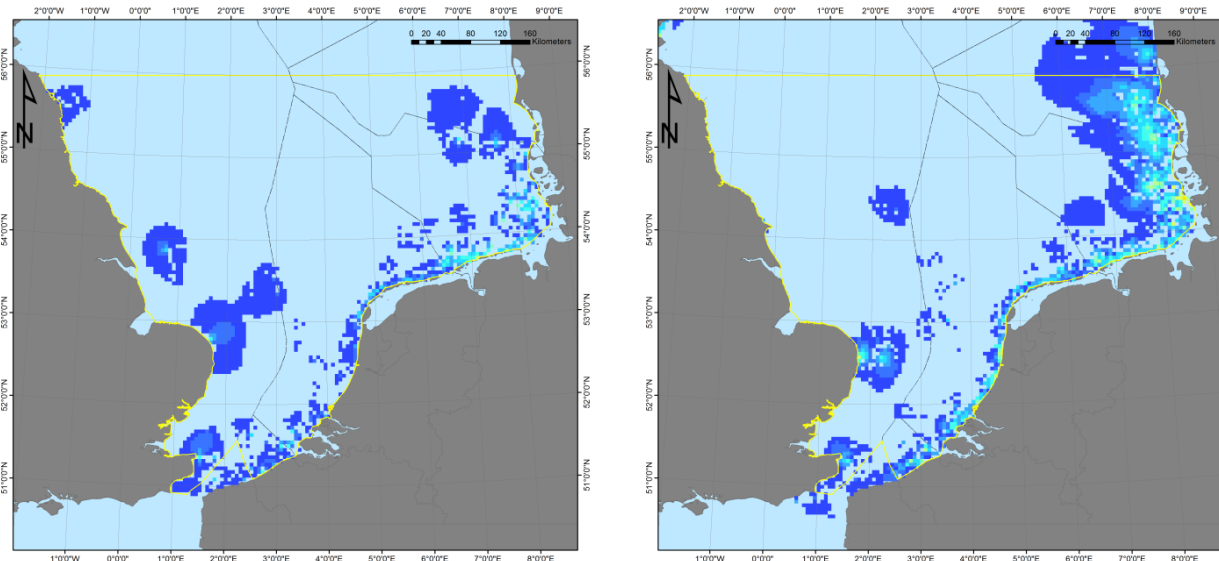 2°0'0"W 1°0'0"W 0°0'0" 1°0'0"E 2°0'0"E 3°0'0"E 4°0'0"E 5°0'0"E 6°0'0"E 7°0'0"E 8°0'0"E 9°0'0"E
0 20 40 80 120 160
Kilometers
56°0'0"N 56°0'0"N
N
55°0'0"N 55°0'0"N
54°0'0"N 54°0'0"N
53°0'0"N 53°0'0"N
52°0'0"N 52°0'0"N
51°0'0"N 51°0'0"N
1°0'0"W 0°0'0" 1°0'0"E 2°0'0"E 3°0'0"E 4°0'0"E 5°0'0"E 6°0'0"E 7°0'0"E 8°0'0"E
2°0'0"W 1°0'0"W 0°0'0" 1°0'0"E 2°0'0"E 3°0'0"E 4°0'0"E 5°0'0"E 6°0'0"E 7°0'0"E 8°0'0"E 9°0'0"E
0 20 40 80 120 160
Kilometers
56°0'0"N 56°0'0"N
N
55°0'0"N 55°0'0"N
54°0'0"N 54°0'0"N
53°0'0"N 53°0'0"N
52°0'0"N 52°0'0"N
51°0'0"N 51°0'0"N
1°0'0"W 0°0'0" 1°0'0"E 2°0'0"E 3°0'0"E 4°0'0"E 5°0'0"E 6°0'0"E 7°0'0"E 8°0'0"E